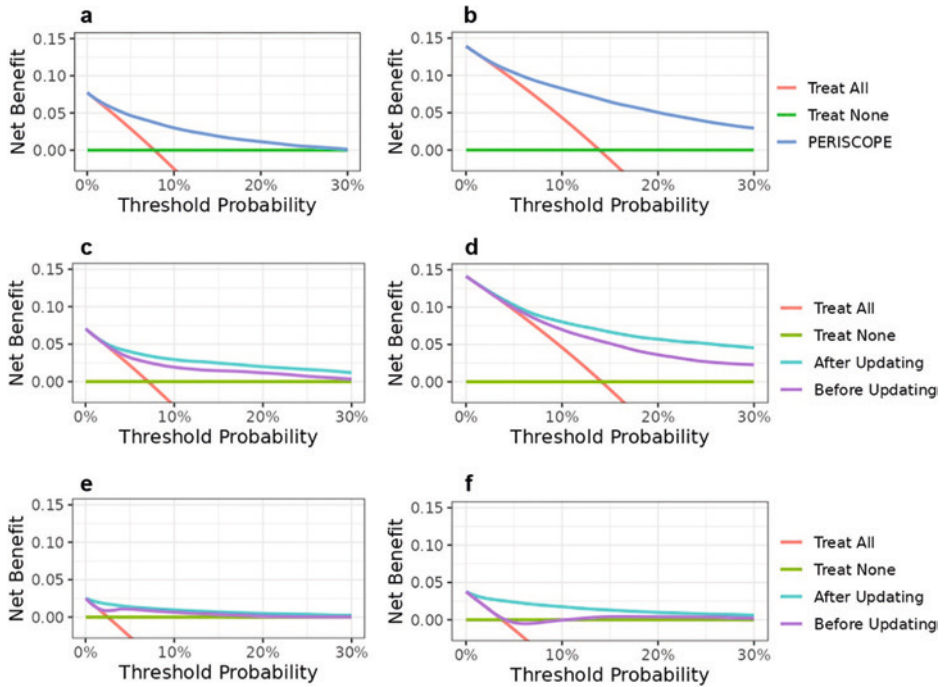 a
b
0.15
0.10
0.05
0.00
Net Benefit
0% 10% 20% 30%
Threshold Probability
0.15
0.10
0.05
0.00
Net Benefit
0% 10% 20% 30%
Threshold Probability
Treat All
Treat None
PERISCOPE
c
d
0.15
0.10
0.05
0.00
Net Benefit
0% 10% 20% 30%
Threshold Probability
0.15
0.10
0.05
0.00
Net Benefit
0% 10% 20% 30%
Threshold Probability
Treat All
Treat None
After Updating
Before Updating
e
f
0.15
0.10
0.05
0.00
Net Benefit
0% 10% 20% 30%
Threshold Probability
0.15
0.10
0.05
0.00
Net Benefit
0% 10% 20% 30%
Threshold Probability
Treat All
Treat None
After Updating
Before Updating